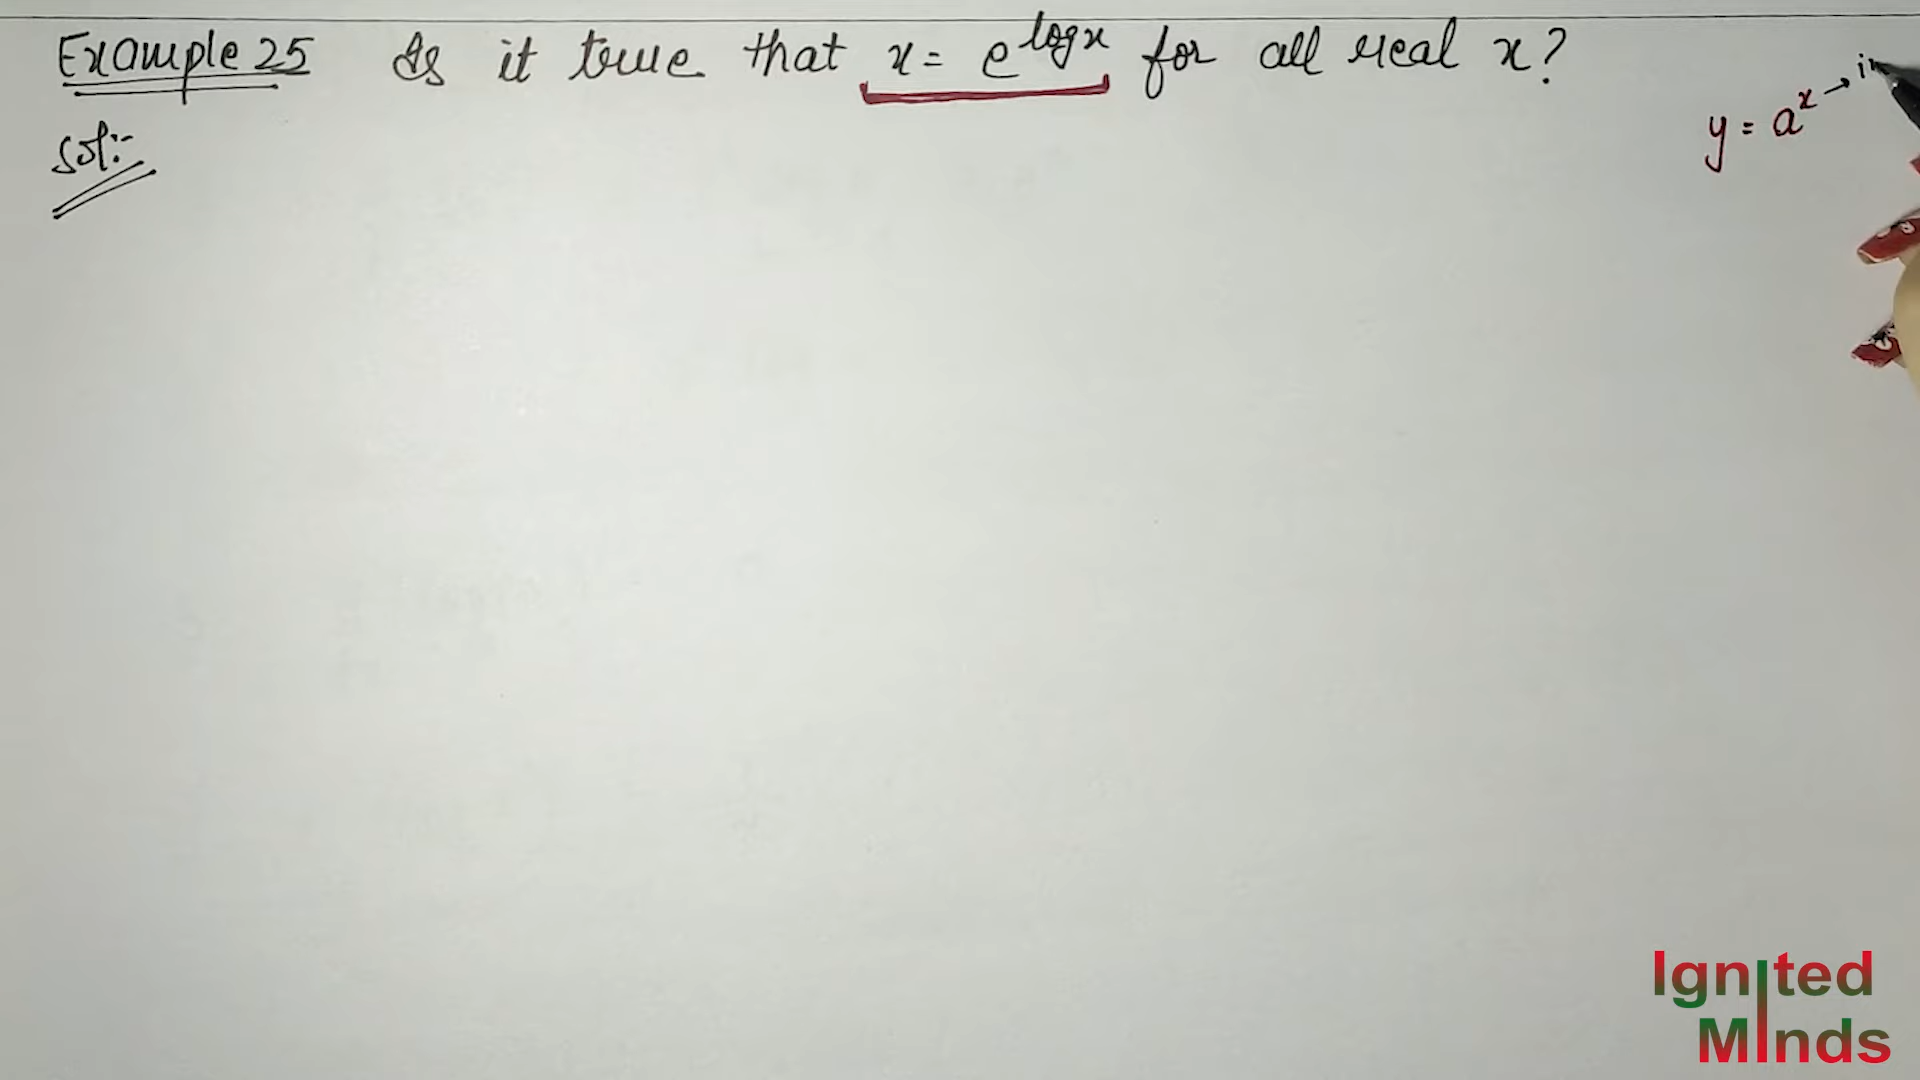 Example 25 Is it true that x = e^log x for all real x?
y = a^x →
Sol:-
Ignited
Minds